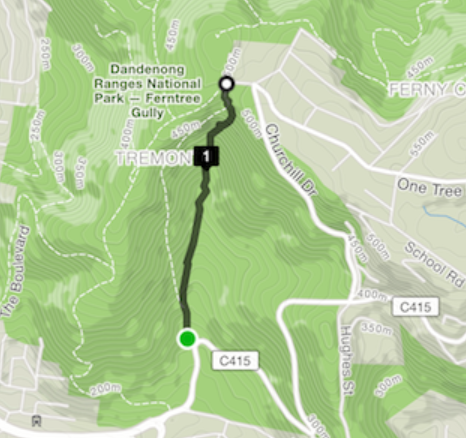 450m
250m
300m
500m
Dandenong
Ranges National
Park — Ferntree
Gully
450m
FERNY C
250m
400m
450m
500m
550m
TREMON
1
300m
350m
Churchill Dr
One Tree
The Boulevard
450m
500m
School Rd
400m
C415
350m
Hughes St
C415
200m
300m
300m